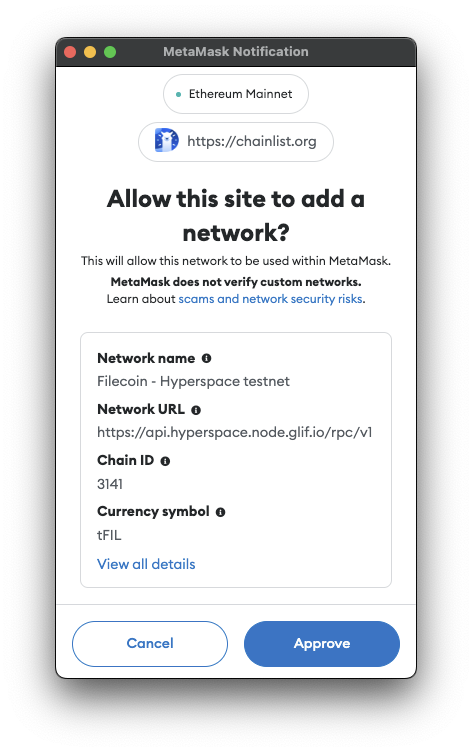 MetaMask Notification
Ethereum Mainnet
https://chainlist.org
Allow this site to add a
network?
This will allow this network to be used within MetaMask.
MetaMask does not verify custom networks.
Learn about scams and network security risks.
Network name
Filecoin - Hyperspace testnet
Network URL
https://api.hyperspace.node.glif.io/rpc/v1
Chain ID
3141
Currency symbol
tFIL
View all details
Cancel
Approve